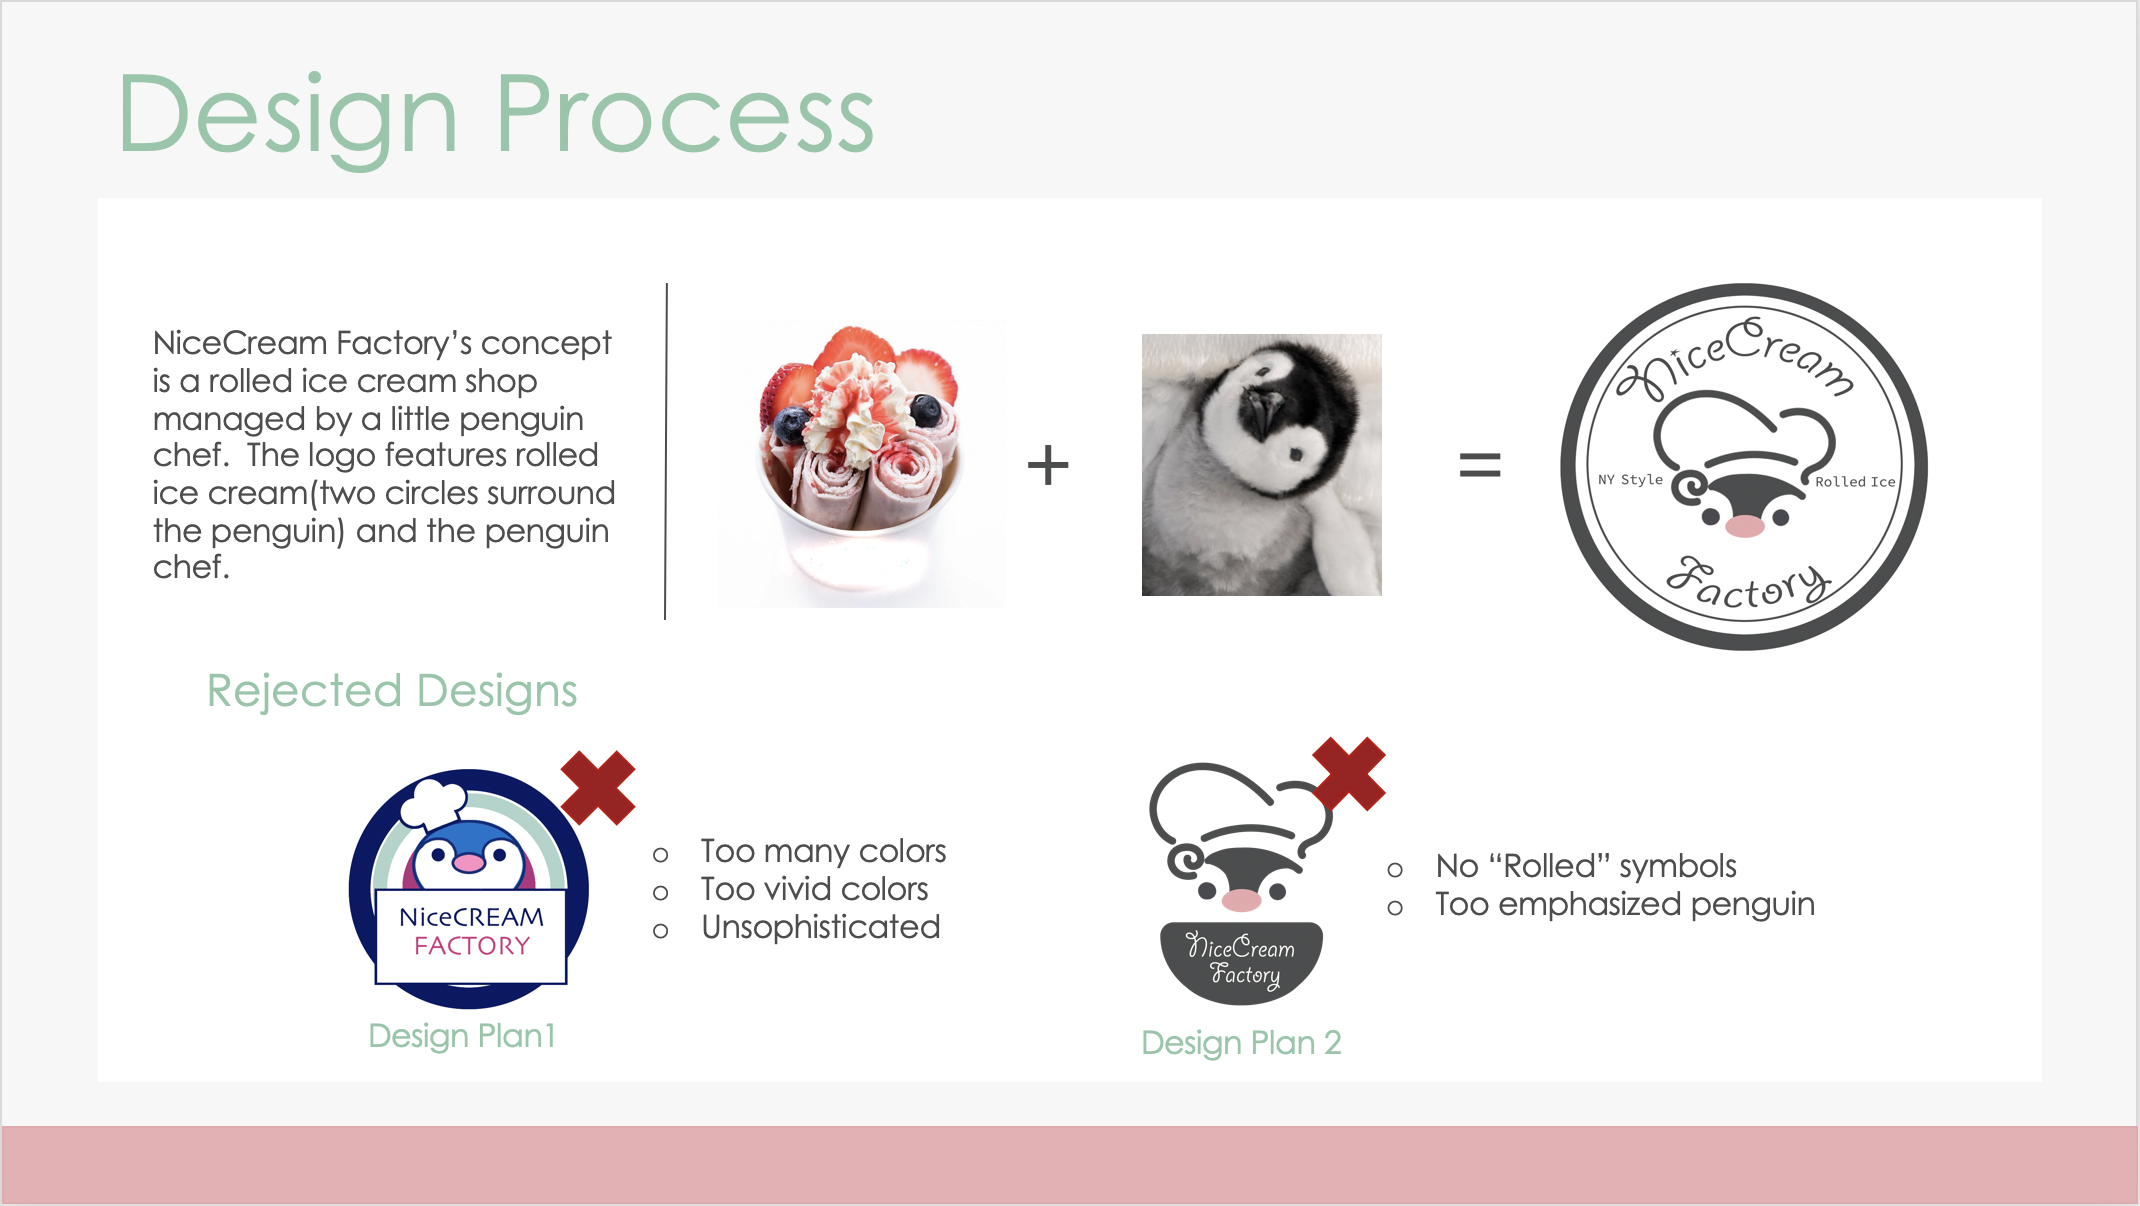 Design Process
NiceCream Factory’s concept
is a rolled ice cream shop
managed by a little penguin
chef.  The logo features rolled
ice cream(two circles surround
the penguin) and the penguin
chef.
+
=
NiceCream
NY Style
Rolled Ice
Factory
Rejected Designs
NiceCREAM
FACTORY
Design Plan1
Too many colors
Too vivid colors
Unsophisticated
NiceCream
Factory
Design Plan 2
No “Rolled” symbols
Too emphasized penguin